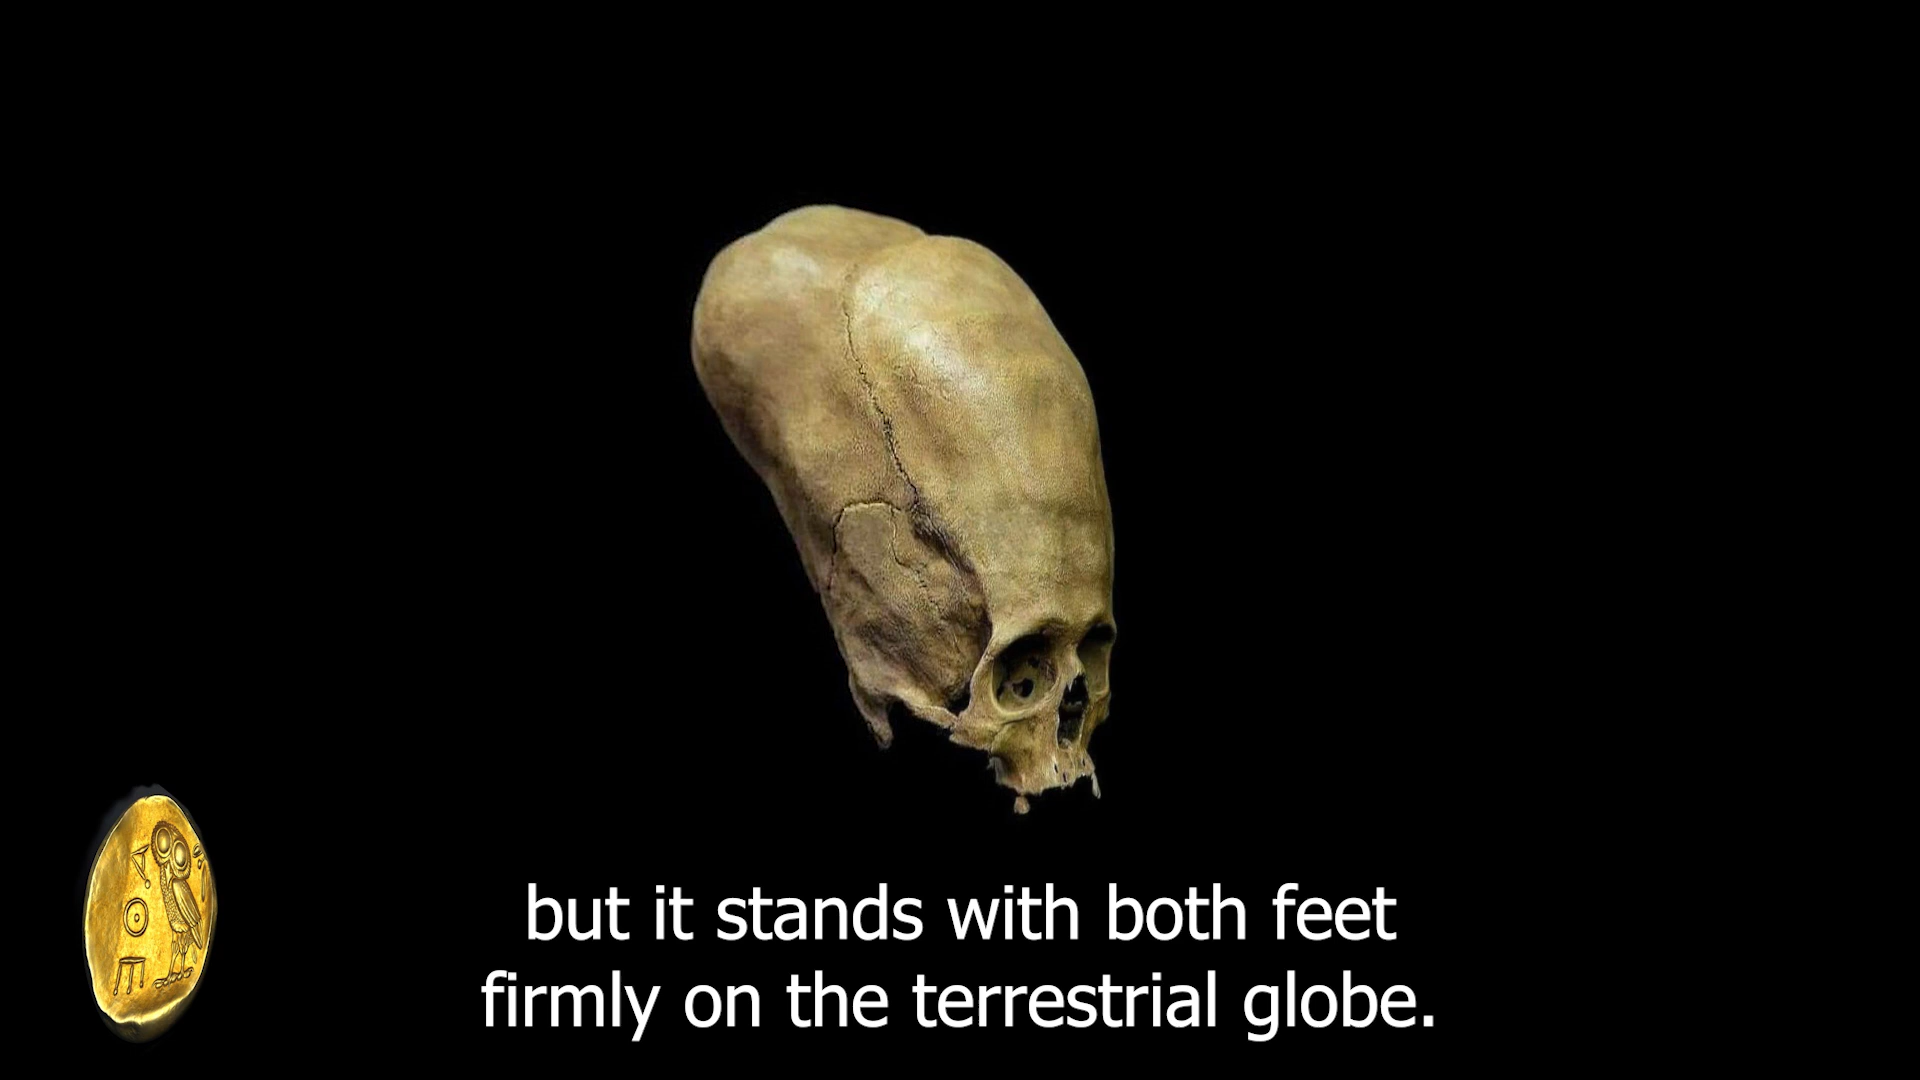 but it stands with both feet
firmly on the terrestrial globe.